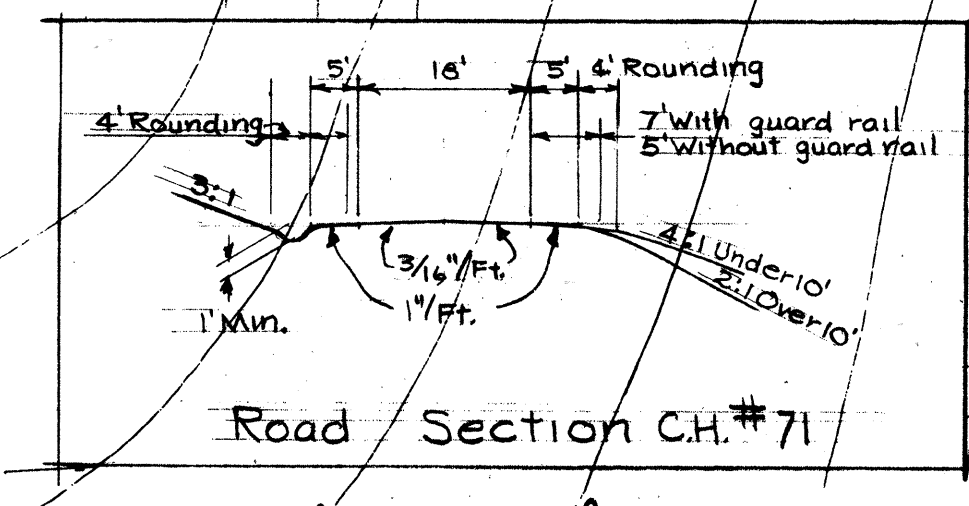 5' 18' 5' 4' Rounding
4' Rounding
7' With guard rail
5' Without guard rail
3:1
4:1 Under 10'
2:1 Over 10'
3/16"/Ft.
1"/Ft.
1' Min.
Road Section C.H. #71